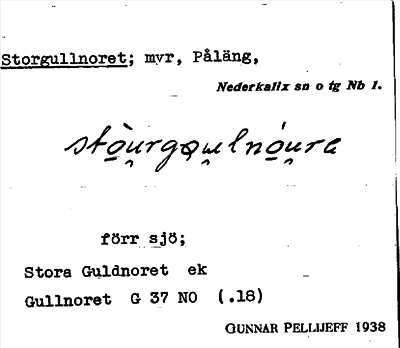 Storgullnoret; myr, Påläng,
Nederkalix sn o tg Nb 1.
förr sjö;
Stora Guldnoret ek
Gullnoret G 37 NO (.18)
GUNNAR PELLIJEFF 1938